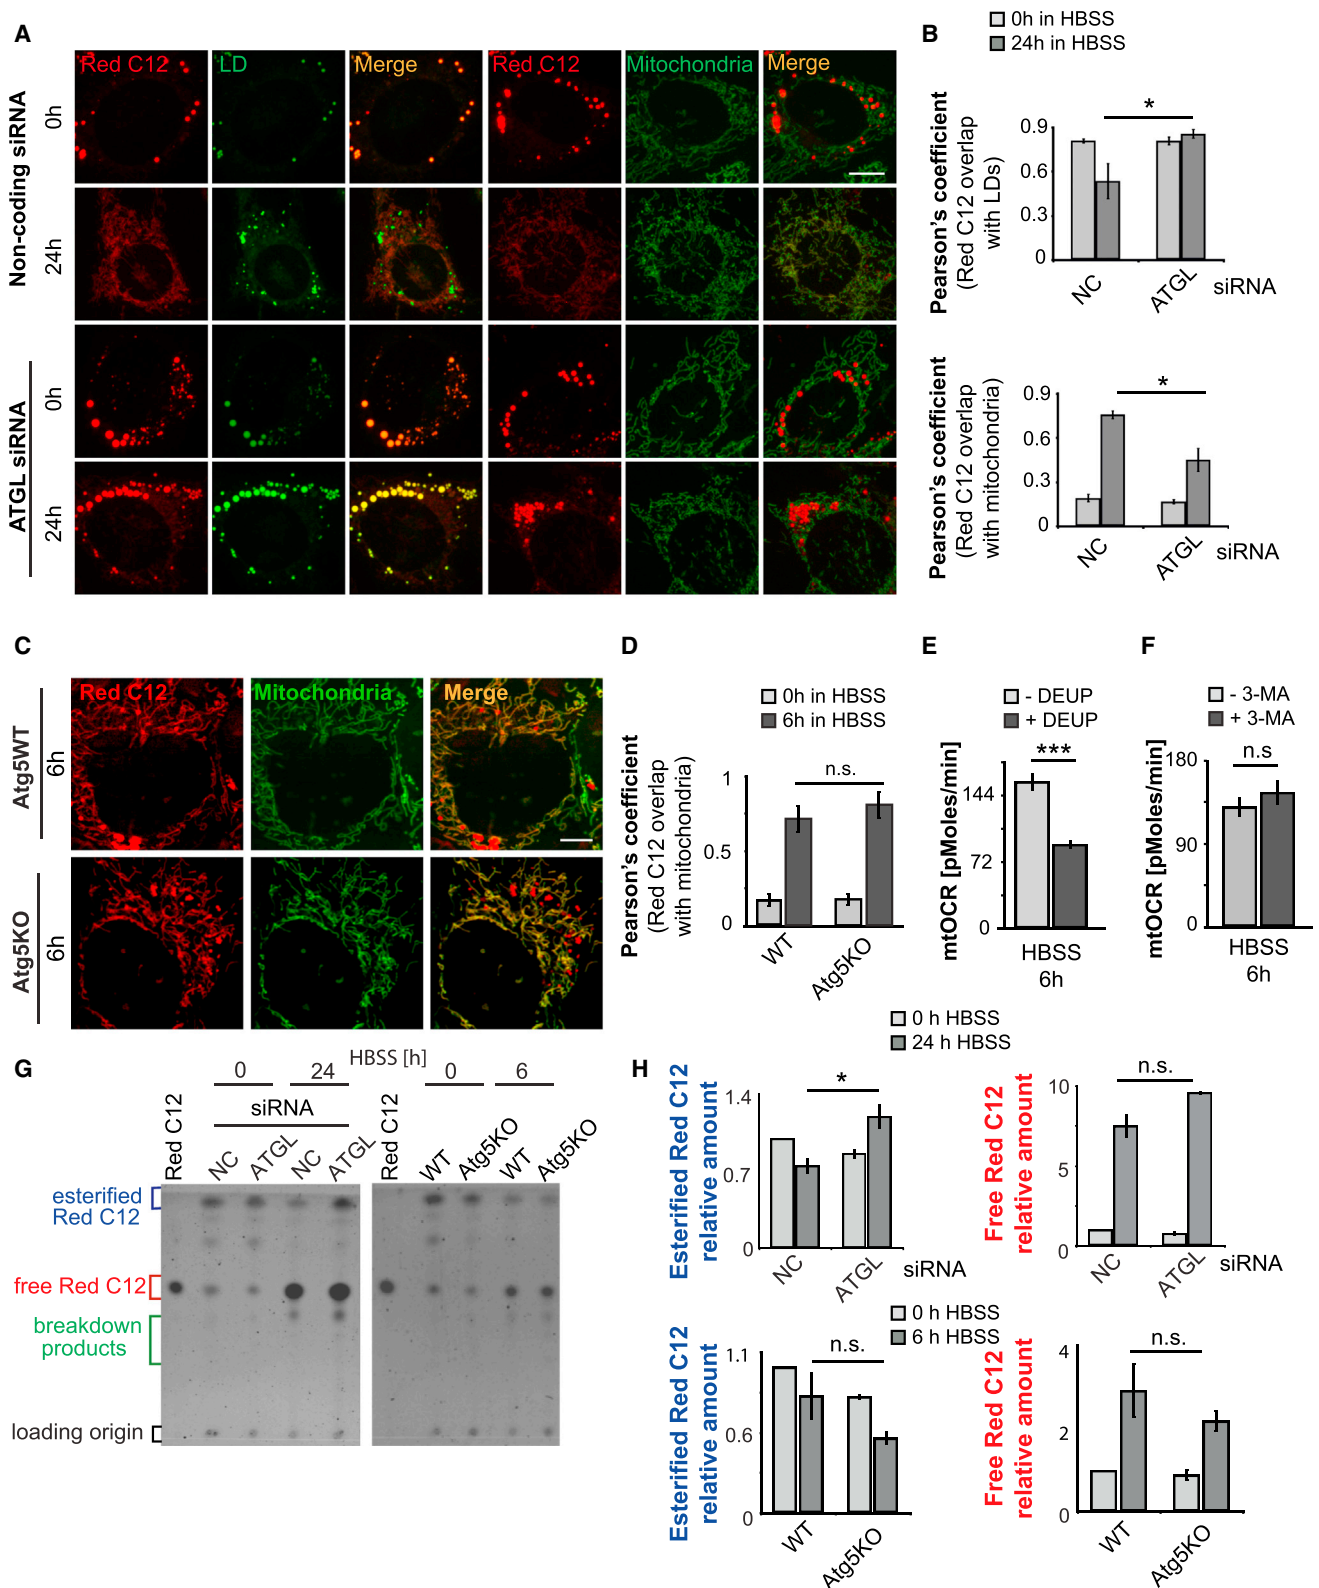 A
Red C12
LD
Merge
Red C12
Mitochondria
Merge
Non-coding siRNA
0h
24h
ATGL siRNA
0h
24h
B
0h in HBSS
24h in HBSS
Pearson's coefficient
(Red C12 overlap
with LDs)
0.9
0.6
0.3
0
*
NC
ATGL
siRNA
Pearson's coefficient
(Red C12 overlap
with mitochondria)
0.9
0.6
0.3
0
*
NC
ATGL
siRNA
C
Red C12
Mitochondria
Merge
Atg5WT
6h
Atg5KO
6h
D
0h in HBSS
6h in HBSS
Pearson's coefficient
(Red C12 overlap
with mitochondria)
1
0.5
0
n.s.
WT
Atg5KO
E
- DEUP
+ DEUP
mtOCR [pMoles/min]
144
72
0
***
HBSS
6h
F
- 3-MA
+ 3-MA
mtOCR [pMoles/min]
180
90
0
n.s
HBSS
6h
G
HBSS [h]
0
24
0
6
siRNA
Red C12
NC
ATGL
NC
ATGL
Red C12
WT
Atg5KO
WT
Atg5KO
esterified
Red C12
free Red C12
breakdown
products
loading origin
H
0 h HBSS
24 h HBSS
Esterified Red C12
relative amount
1.4
0.7
0
*
NC
ATGL
siRNA
Free Red C12
relative amount
10
5
0
n.s.
NC
ATGL
siRNA
0 h HBSS
6 h HBSS
Esterified Red C12
relative amount
1.1
0.6
0
n.s.
WT
Atg5KO
Free Red C12
relative amount
4
2
0
n.s.
WT
Atg5KO